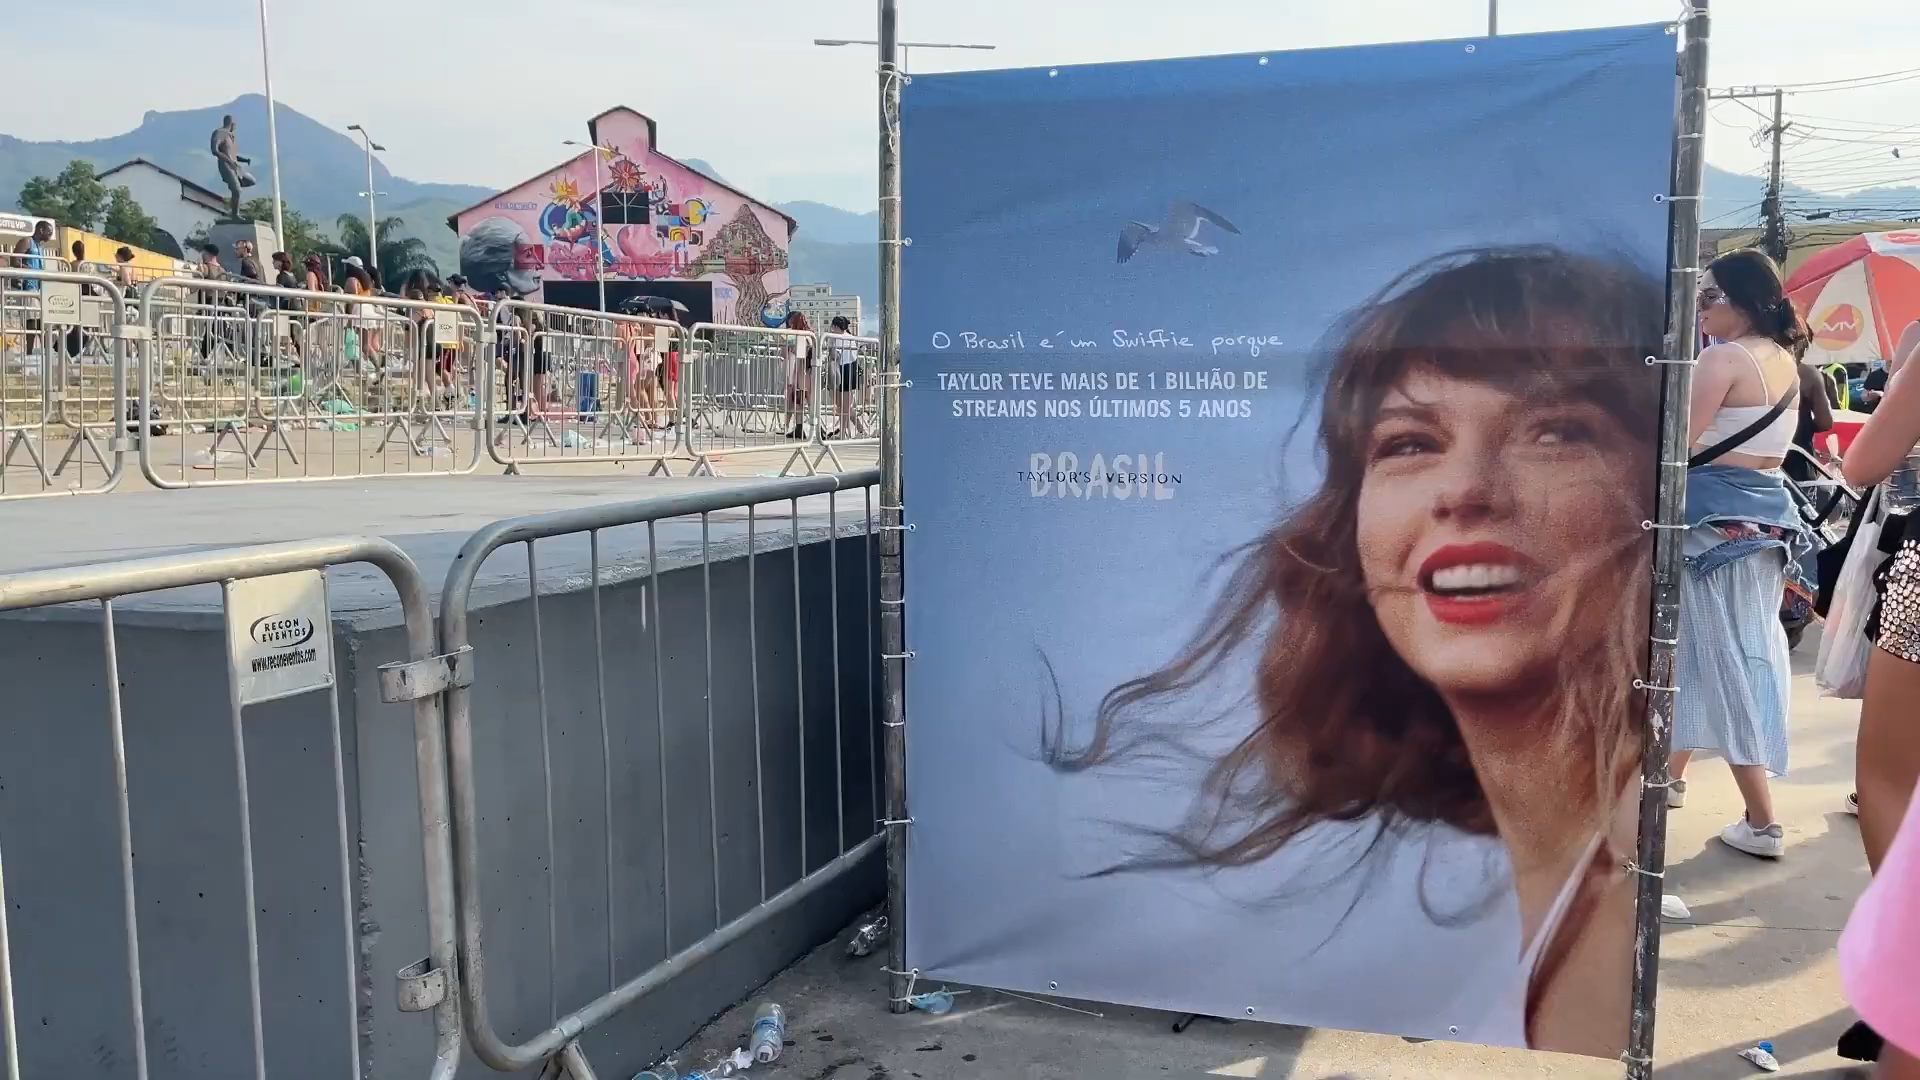 O Brasil é um Swiftie porque
TAYLOR TEVE MAIS DE 1 BILHÃO DE
STREAMS NOS ÚLTIMOS 5 ANOS
BRASIL
TAYLOR'S VERSION
RECON
EVENTOS
www.reconeventos.com